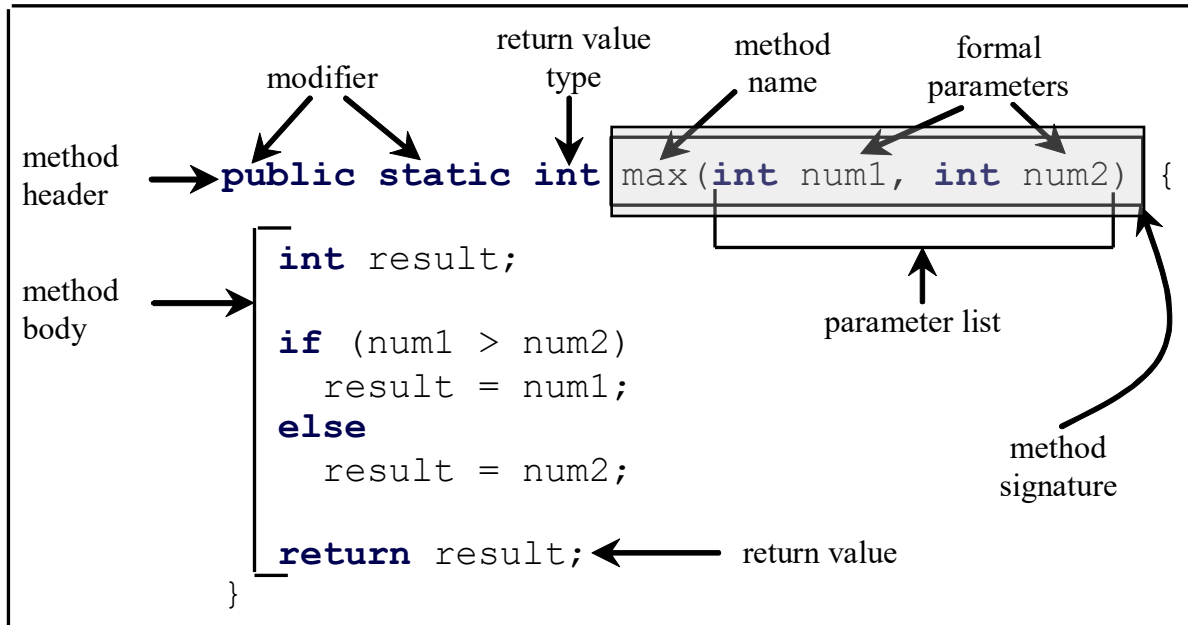 return value
type
method
name
formal
parameters
modifier
method
header
public static int max(int num1, int num2) {
int result;
method
body
parameter list
if (num1 > num2)
result = num1;
else
result = num2;
method
signature
return result;
return value
}